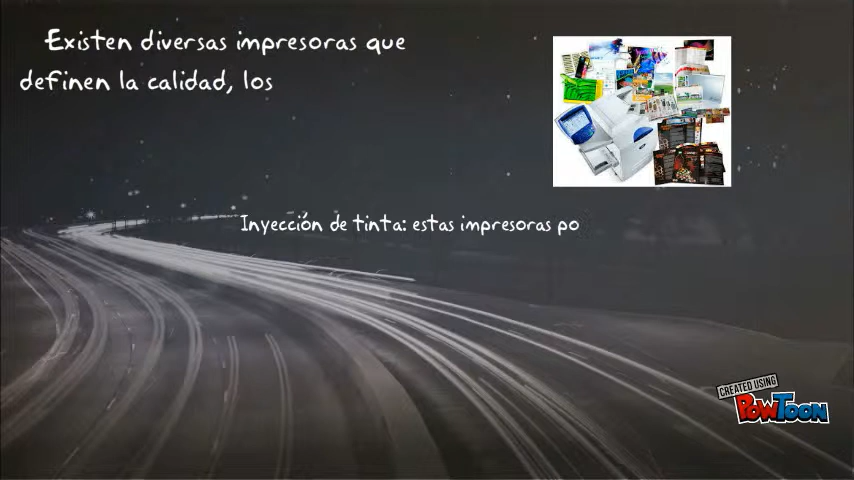 Existen diversas impresoras que
definen la calidad, los
Inyección de tinta: estas impresoras po
CREATED USING
POWTOON